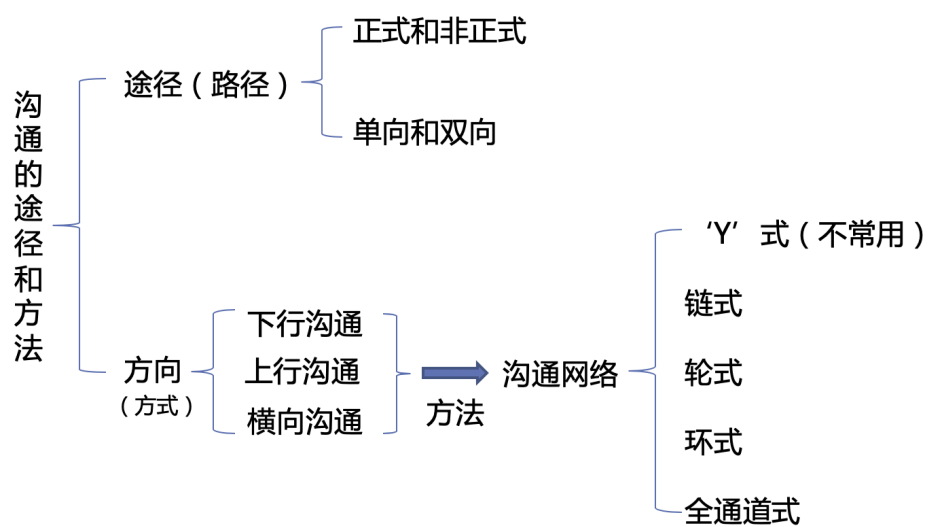 沟通的途径和方法
途径（路径）
正式和非正式
单向和双向
方向
（方式）
下行沟通
上行沟通
横向沟通
方法
沟通网络
‘Y’式（不常用）
链式
轮式
环式
全通道式